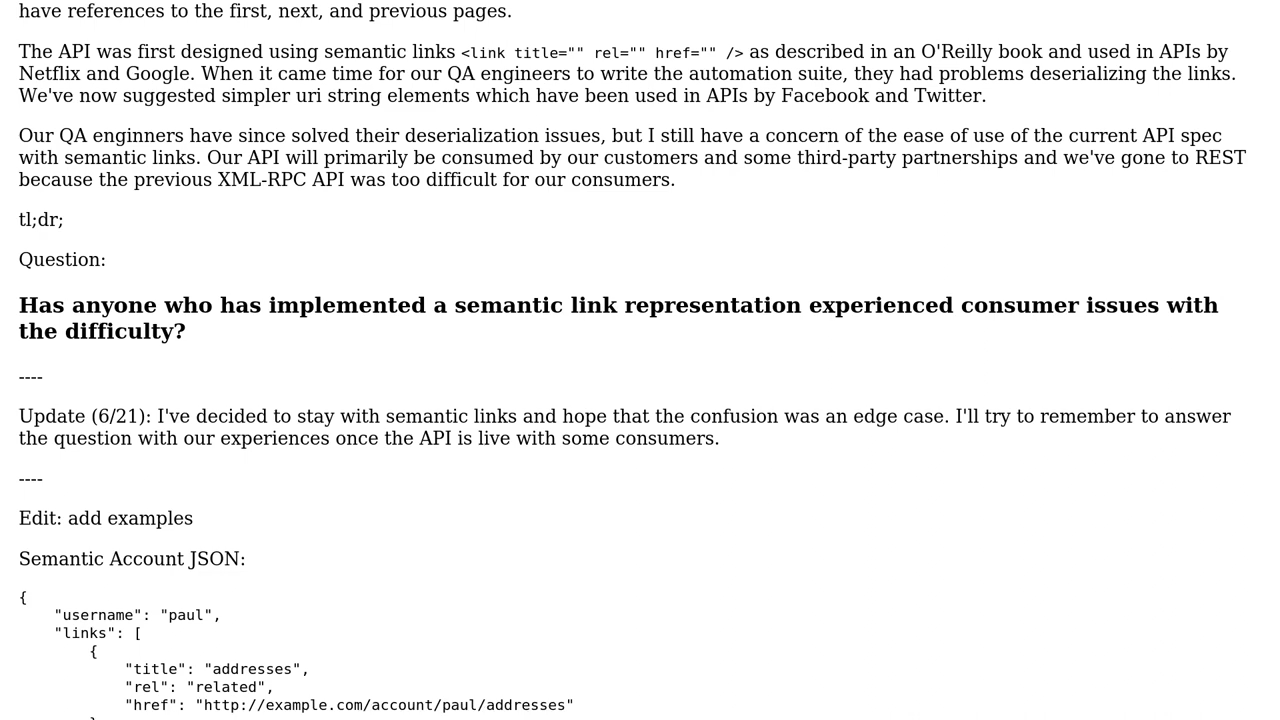 have references to the first, next, and previous pages.
The API was first designed using semantic links <link title="" rel="" href="" /> as described in an O'Reilly book and used in APIs by
Netflix and Google. When it came time for our QA engineers to write the automation suite, they had problems deserializing the links.
We've now suggested simpler uri string elements which have been used in APIs by Facebook and Twitter.
Our QA enginners have since solved their deserialization issues, but I still have a concern of the ease of use of the current API spec
with semantic links. Our API will primarily be consumed by our customers and some third-party partnerships and we've gone to REST
because the previous XML-RPC API was too difficult for our consumers.
tl;dr;
Question:
Has anyone who has implemented a semantic link representation experienced consumer issues with
the difficulty?
----
Update (6/21): I've decided to stay with semantic links and hope that the confusion was an edge case. I'll try to remember to answer
the question with our experiences once the API is live with some consumers.
----
Edit: add examples
Semantic Account JSON:
{
    "username": "paul",
    "links": [
        {
            "title": "addresses",
            "rel": "related",
            "href": "http://example.com/account/paul/addresses"
        }